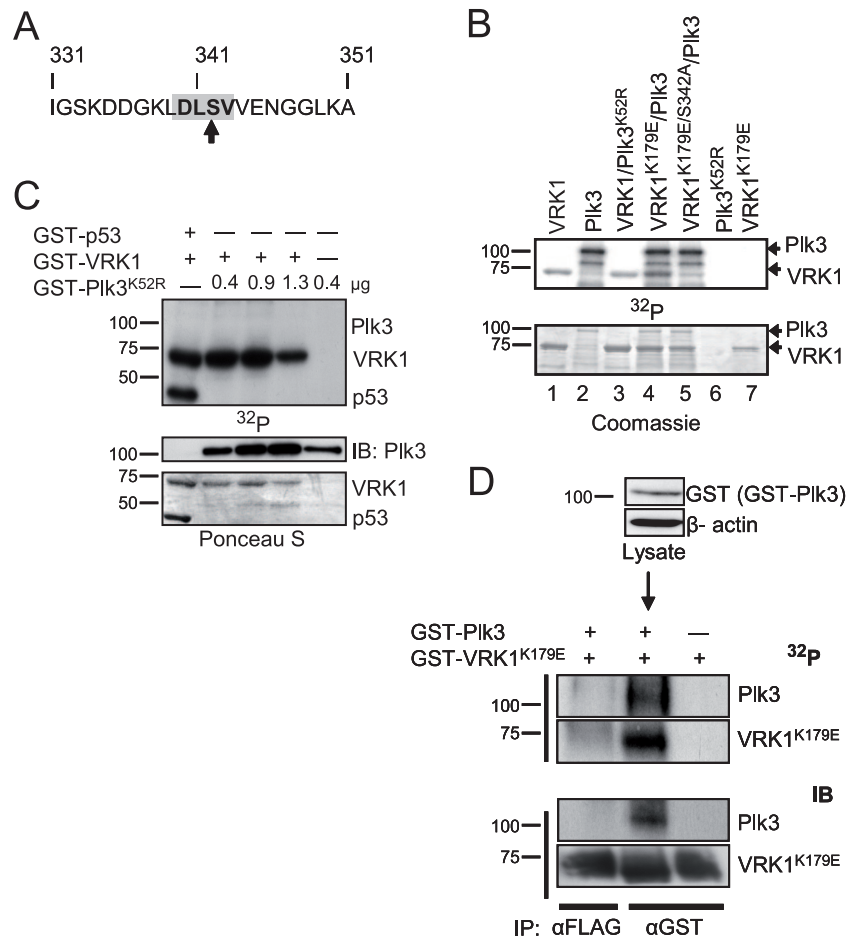 A
331 341 351
IGSKDDGKLDLSVVENGGLKA
B
VRK1
Plk3
VRK1/Plk3K52R
VRK1K179E/Plk3
VRK1K179E/S342A/Plk3
Plk3K52R
VRK1K179E
100
75
Plk3
VRK1
32P
100
75
Plk3
VRK1
1 2 3 4 5 6 7
Coomassie
C
GST-p53 + — — — —
GST-VRK1 + + + + —
GST-Plk3K52R — 0.4 0.9 1.3 0.4 µg
100
75
50
Plk3
VRK1
p53
32P
100
IB: Plk3
75
50
VRK1
p53
Ponceau S
D
100
GST (GST-Plk3)
β- actin
Lysate
GST-Plk3 + + —
GST-VRK1K179E + + +
32P
100
75
Plk3
VRK1K179E
IB
100
75
Plk3
VRK1K179E
IP: αFLAG αGST